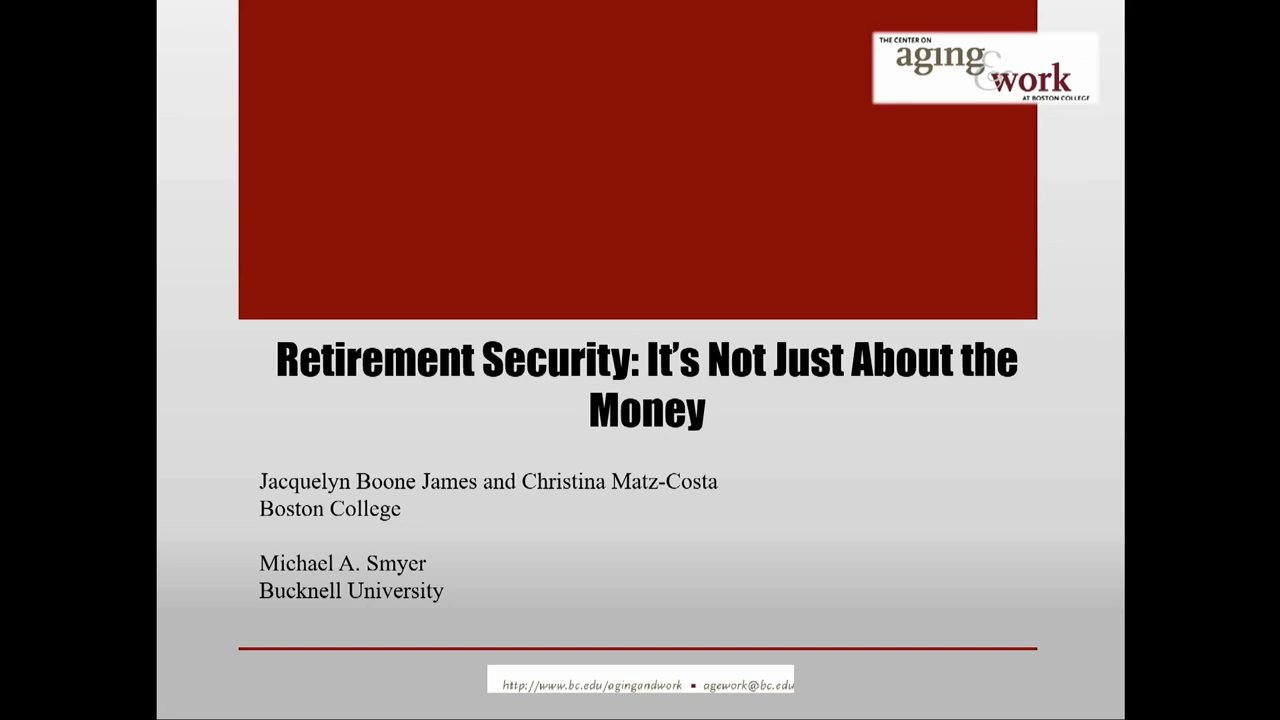 THE CENTER ON
aging & work
AT BOSTON COLLEGE
Retirement Security: It’s Not Just About the
Money
Jacquelyn Boone James and Christina Matz-Costa
Boston College
Michael A. Smyer
Bucknell University
http://www.bc.edu/agingandwork ▪ agework@bc.edu